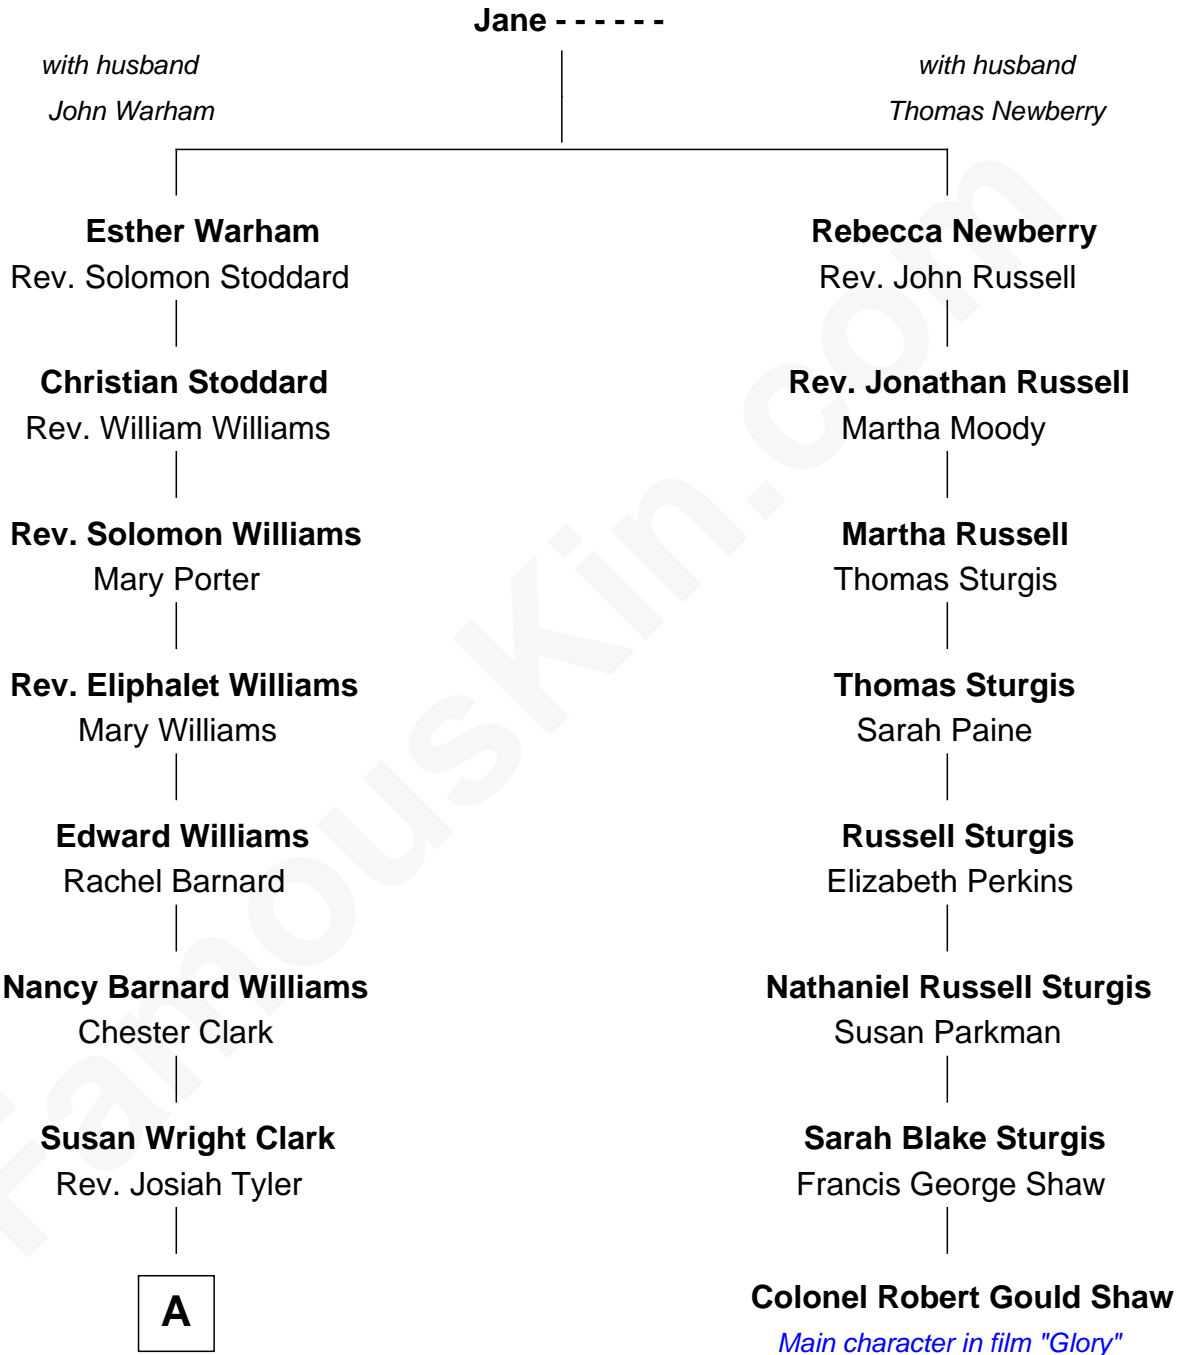 Jane - - - - - -
with husband
John Warham
with husband
Thomas Newberry
Esther Warham
Rev. Solomon Stoddard
Rebecca Newberry
Rev. John Russell
Christian Stoddard
Rev. William Williams
Rev. Jonathan Russell
Martha Moody
Rev. Solomon Williams
Mary Porter
Martha Russell
Thomas Sturgis
Rev. Eliphalet Williams
Mary Williams
Thomas Sturgis
Sarah Paine
Edward Williams
Rachel Barnard
Russell Sturgis
Elizabeth Perkins
Nancy Barnard Williams
Chester Clark
Nathaniel Russell Sturgis
Susan Parkman
Susan Wright Clark
Rev. Josiah Tyler
Sarah Blake Sturgis
Francis George Shaw
A
Colonel Robert Gould Shaw
Main character in film "Glory"
FamousKin.com